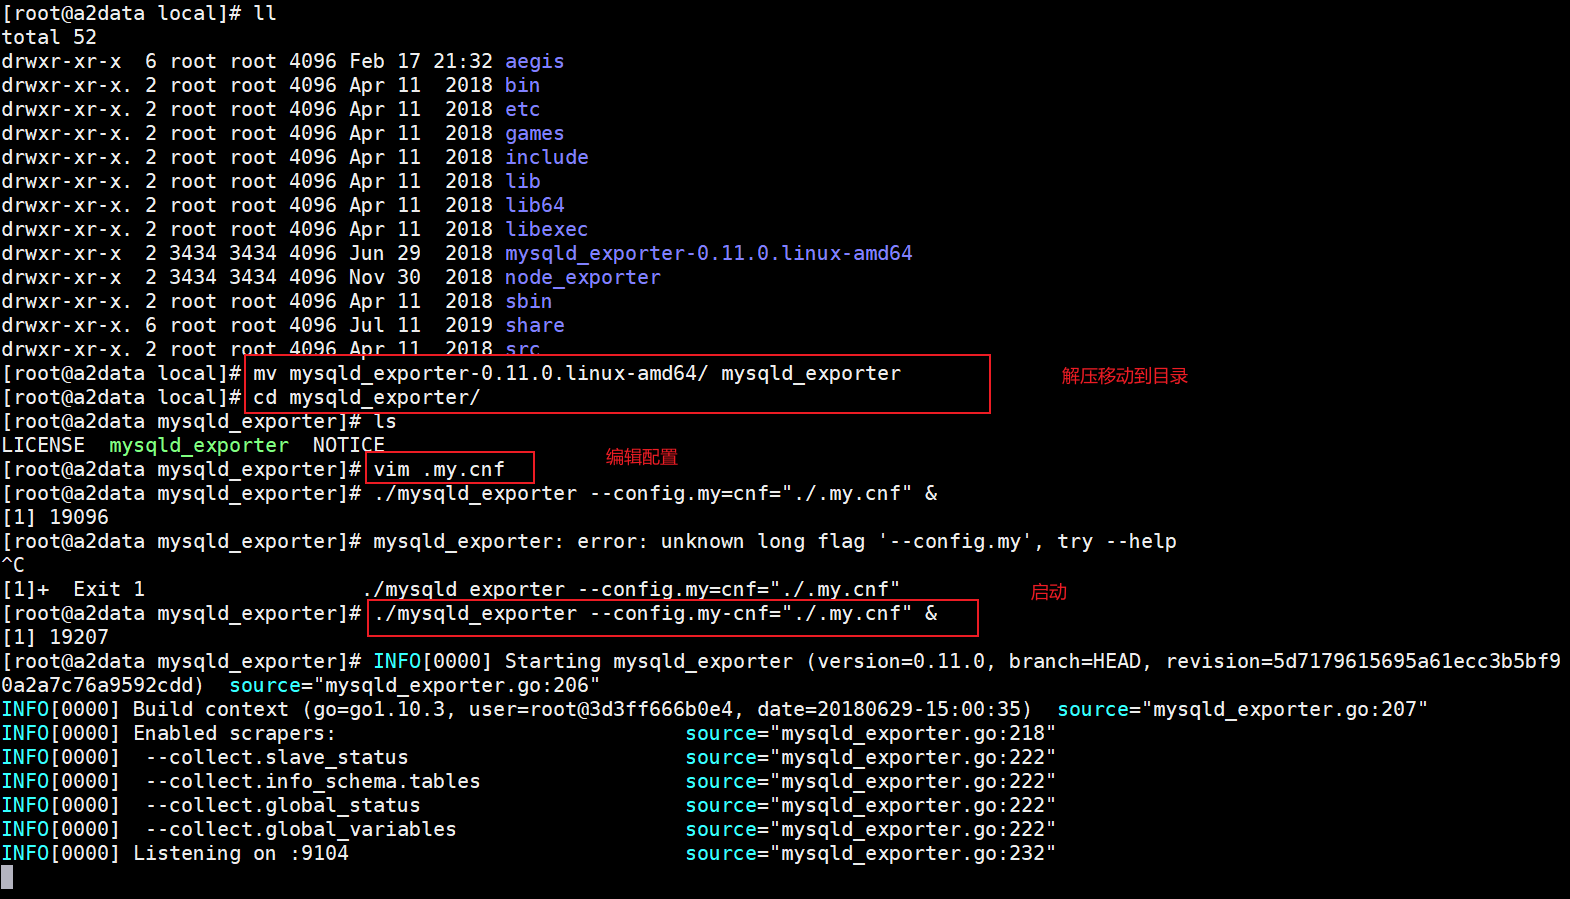 [root@a2data local]# ll
total 52
drwxr-xr-x  6 root root 4096 Feb 17 21:32 aegis
drwxr-xr-x. 2 root root 4096 Apr 11  2018 bin
drwxr-xr-x. 2 root root 4096 Apr 11  2018 etc
drwxr-xr-x. 2 root root 4096 Apr 11  2018 games
drwxr-xr-x. 2 root root 4096 Apr 11  2018 include
drwxr-xr-x. 2 root root 4096 Apr 11  2018 lib
drwxr-xr-x. 2 root root 4096 Apr 11  2018 lib64
drwxr-xr-x. 2 root root 4096 Apr 11  2018 libexec
drwxr-xr-x  2 3434 3434 4096 Jun 29  2018 mysqld_exporter-0.11.0.linux-amd64
drwxr-xr-x  2 3434 3434 4096 Nov 30  2018 node_exporter
drwxr-xr-x. 2 root root 4096 Apr 11  2018 sbin
drwxr-xr-x. 6 root root 4096 Jul 11  2019 share
drwxr-xr-x. 2 root root 4096 Apr 11  2018 src
[root@a2data local]# mv mysqld_exporter-0.11.0.linux-amd64/ mysqld_exporter 解压移动到目录
[root@a2data local]# cd mysqld_exporter/
[root@a2data mysqld_exporter]# ls
LICENSE  mysqld_exporter  NOTICE
[root@a2data mysqld_exporter]# vim .my.cnf 编辑配置
[root@a2data mysqld_exporter]# ./mysqld_exporter --config.my=cnf="./.my.cnf" &
[1] 19096
[root@a2data mysqld_exporter]# mysqld_exporter: error: unknown long flag '--config.my', try --help
^C
[1]+  Exit 1                  ./mysqld_exporter --config.my=cnf="./.my.cnf" 启动
[root@a2data mysqld_exporter]# ./mysqld_exporter --config.my-cnf="./.my.cnf" &
[1] 19207
[root@a2data mysqld_exporter]# INFO[0000] Starting mysqld_exporter (version=0.11.0, branch=HEAD, revision=5d7179615695a61ecc3b5bf9
0a2a7c76a9592cdd)  source="mysqld_exporter.go:206"
INFO[0000] Build context (go=go1.10.3, user=root@3d3ff666b0e4, date=20180629-15:00:35)  source="mysqld_exporter.go:207"
INFO[0000] Enabled scrapers:                             source="mysqld_exporter.go:218"
INFO[0000]  --collect.slave_status                       source="mysqld_exporter.go:222"
INFO[0000]  --collect.info_schema.tables                 source="mysqld_exporter.go:222"
INFO[0000]  --collect.global_status                      source="mysqld_exporter.go:222"
INFO[0000]  --collect.global_variables                   source="mysqld_exporter.go:222"
INFO[0000] Listening on :9104                            source="mysqld_exporter.go:232"